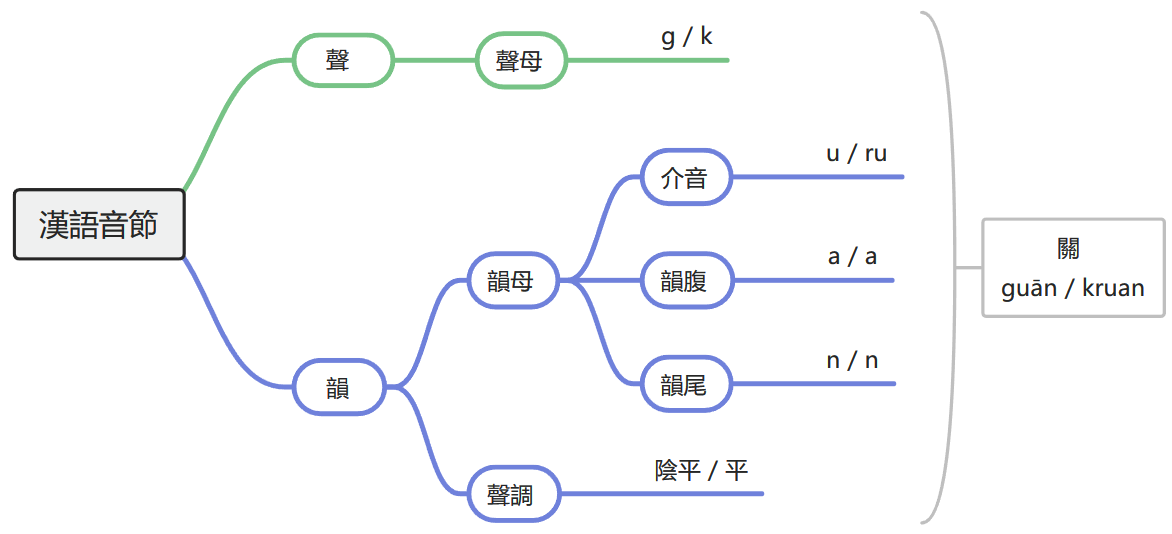 漢語音節
聲
聲母
g / k
韻
韻母
介音
u / ru
韻腹
a / a
韻尾
n / n
聲調
陰平 / 平
關
guān / kruan